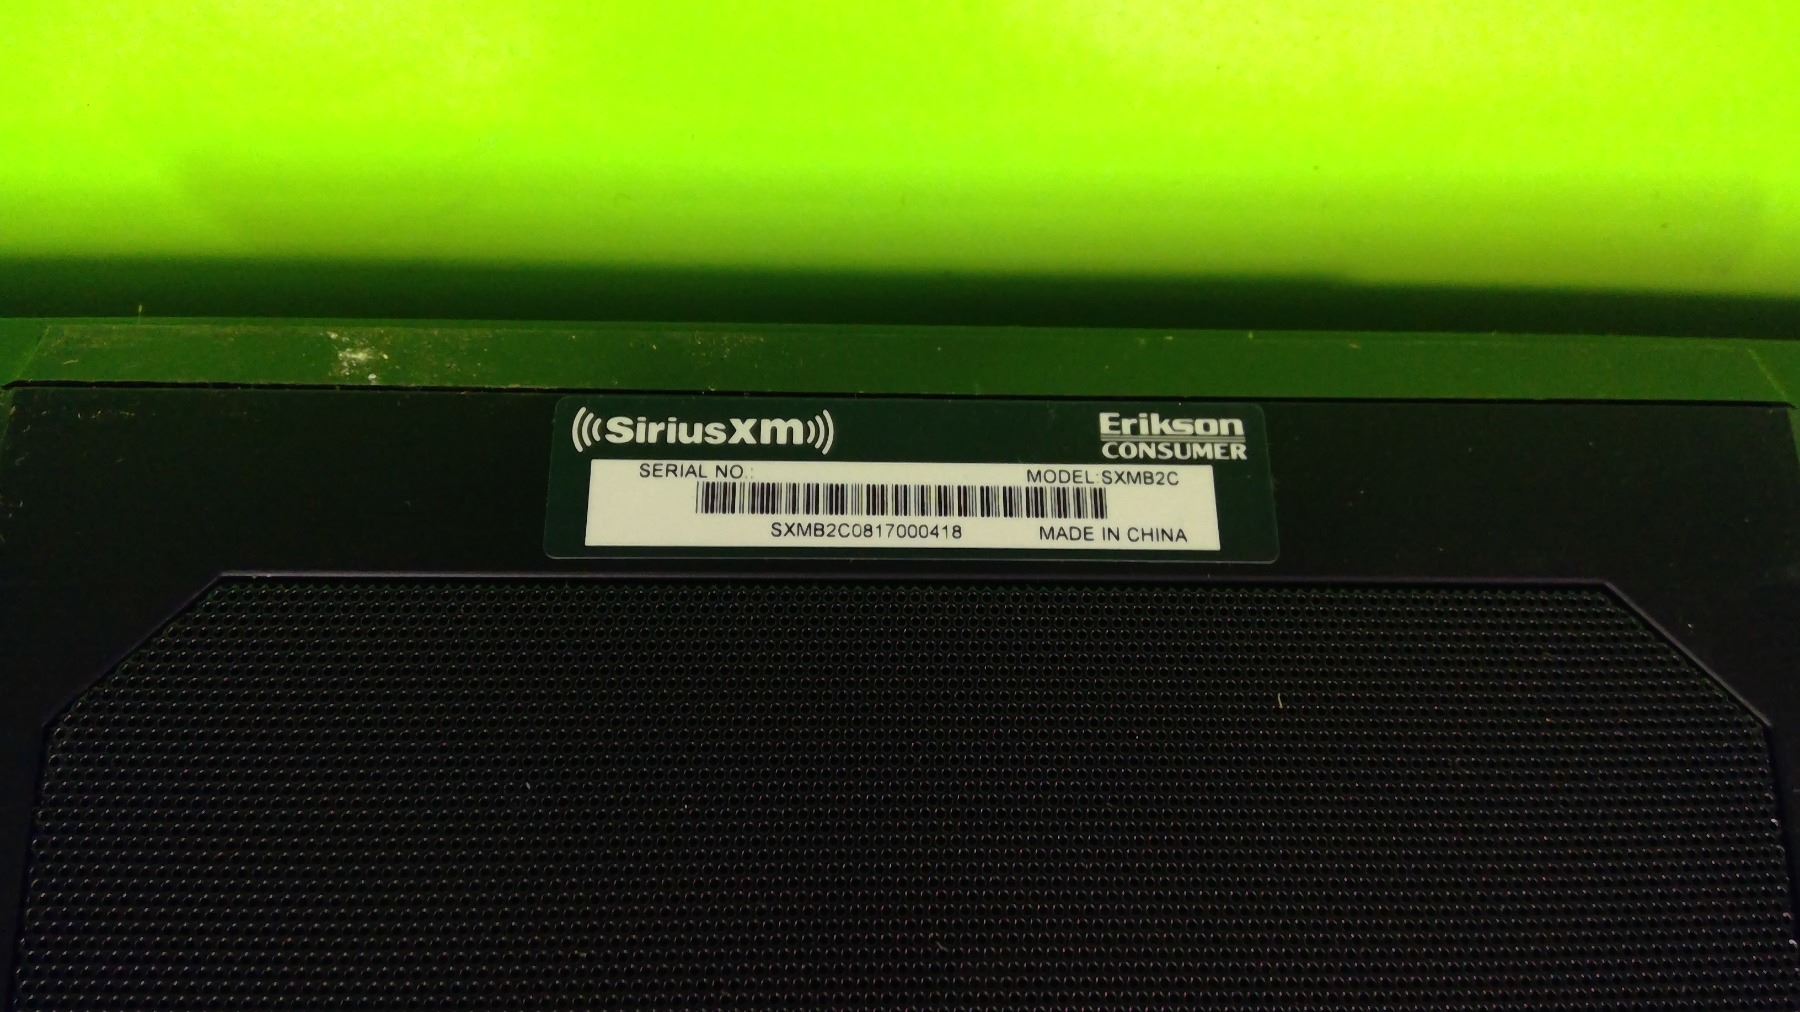 SiriusXm
Erikson
CONSUMER
SERIAL NO.:
MODEL:SXMB2C
SXMB2C0817000418
MADE IN CHINA